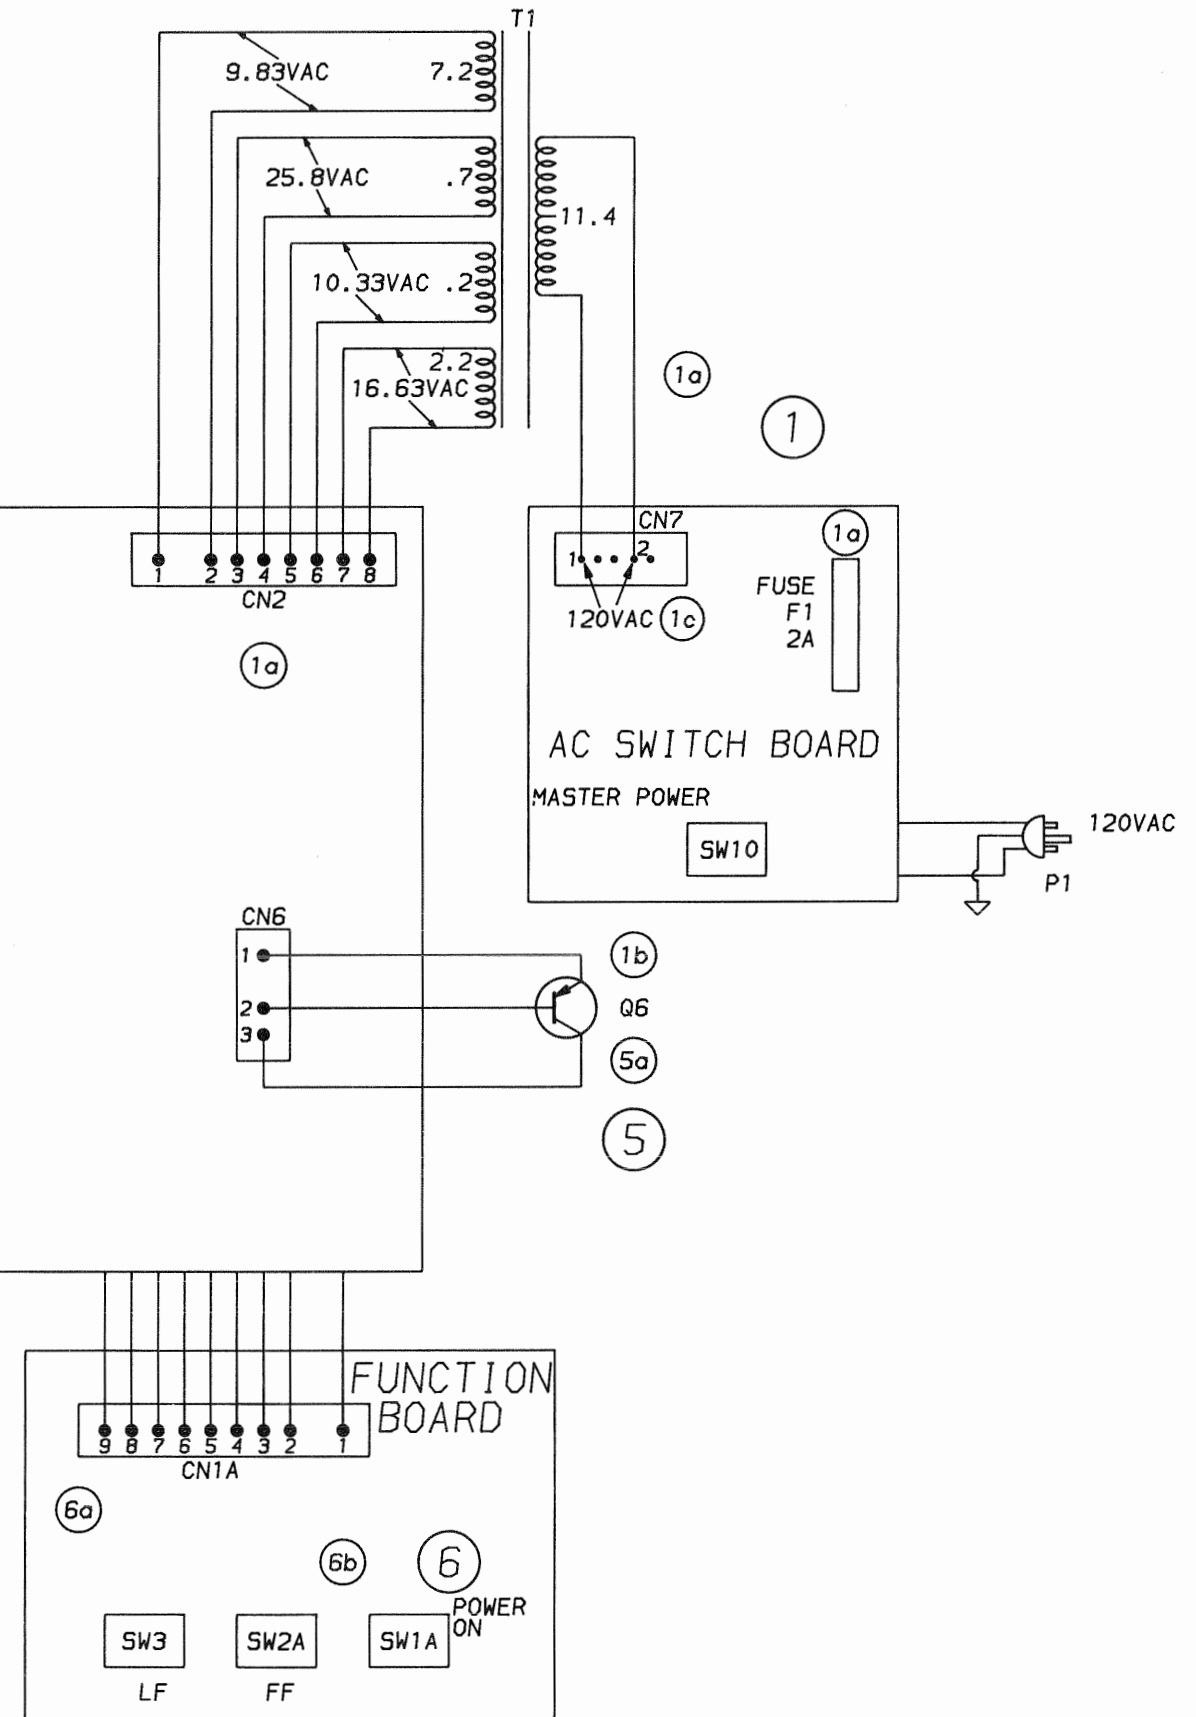 T1
9.83VAC
7.2
25.8VAC
.7
11.4
10.33VAC
.2
2.2
16.63VAC
1a
1
CN7
1a
1 2
1 2 3 4 5 6 7 8
CN2
FUSE
F1
2A
120VAC
1c
1a
AC SWITCH BOARD
MASTER POWER
SW10
120VAC
P1
CN6
1
2
3
1b
Q6
5a
5
FUNCTION
BOARD
9 8 7 6 5 4 3 2 1
CN1A
6a
6b
6
POWER
ON
SW3
SW2A
SW1A
LF
FF